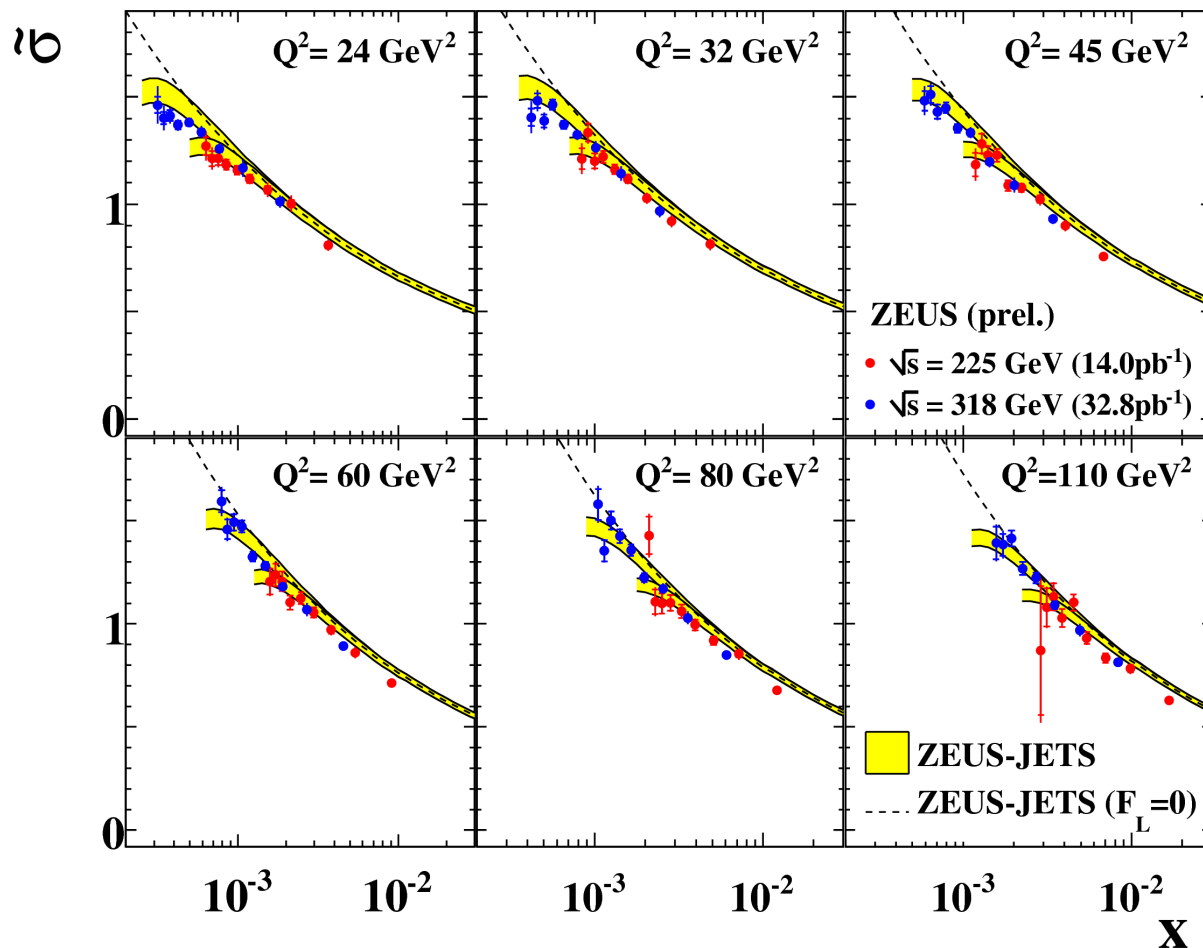 σ̃
Q²= 24 GeV²
Q²= 32 GeV²
Q²= 45 GeV²
1
ZEUS (prel.)
√s = 225 GeV (14.0pb⁻¹)
√s = 318 GeV (32.8pb⁻¹)
0
Q²= 60 GeV²
Q²= 80 GeV²
Q²=110 GeV²
1
ZEUS-JETS
ZEUS-JETS (F_L=0)
0
10⁻³ 10⁻² 10⁻³ 10⁻² 10⁻³ 10⁻²
x